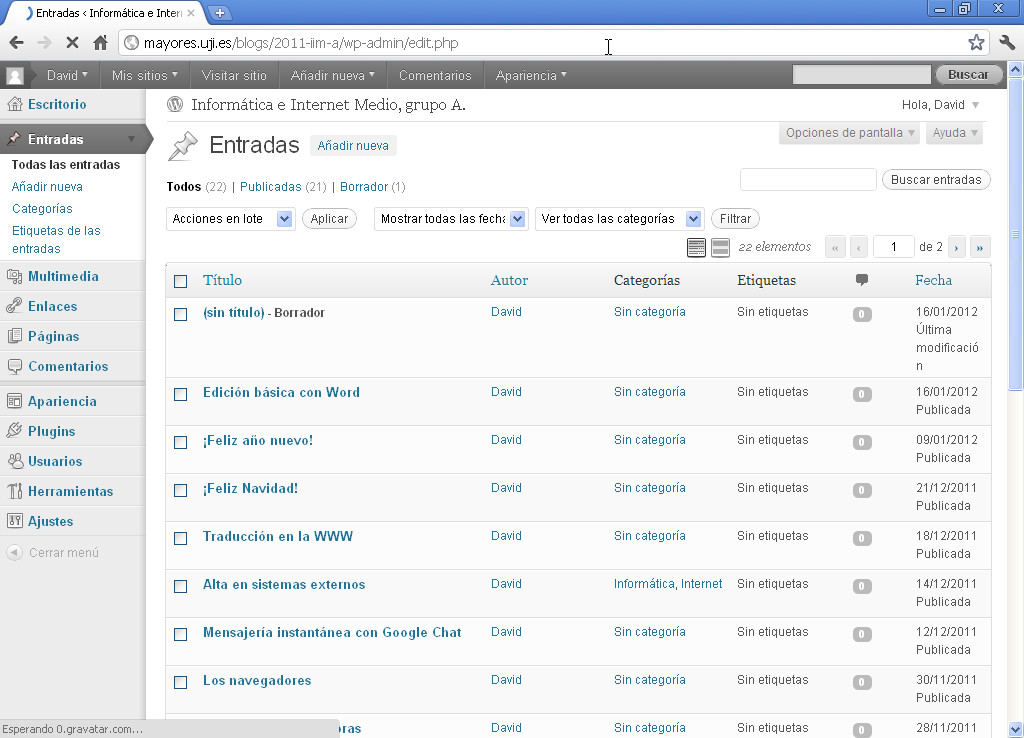 Entradas ‹ Informática e Inter
mayores.uji.es/blogs/2011-iim-a/wp-admin/edit.php
David Mis sitios Visitar sitio Añadir nueva Comentarios Apariencia Buscar
Escritorio
Entradas
Todas las entradas
Añadir nueva
Categorías
Etiquetas de las
entradas
Multimedia
Enlaces
Páginas
Comentarios
Apariencia
Plugins
Usuarios
Herramientas
Ajustes
Cerrar menú
Informática e Internet Medio, grupo A. Hola, David
Opciones de pantalla Ayuda
Entradas Añadir nueva
Todos (22) | Publicadas (21) | Borrador (1)
Buscar entradas
Acciones en lote Aplicar Mostrar todas las fecha Ver todas las categorías Filtrar
22 elementos « ‹ 1 de 2 › »
Título Autor Categorías Etiquetas Fecha
(sin título) - Borrador David Sin categoría Sin etiquetas 0 16/01/2012
Última
modificació
n
Edición básica con Word David Sin categoría Sin etiquetas 0 16/01/2012
Publicada
¡Feliz año nuevo! David Sin categoría Sin etiquetas 0 09/01/2012
Publicada
¡Feliz Navidad! David Sin categoría Sin etiquetas 0 21/12/2011
Publicada
Traducción en la WWW David Sin categoría Sin etiquetas 0 18/12/2011
Publicada
Alta en sistemas externos David Informática, Internet Sin etiquetas 0 14/12/2011
Publicada
Mensajería instantánea con Google Chat David Sin categoría Sin etiquetas 0 12/12/2011
Publicada
Los navegadores David Sin categoría Sin etiquetas 0 30/11/2011
Publicada
David Sin categoría Sin etiquetas 0 28/11/2011
Esperando 0.gravatar.com...